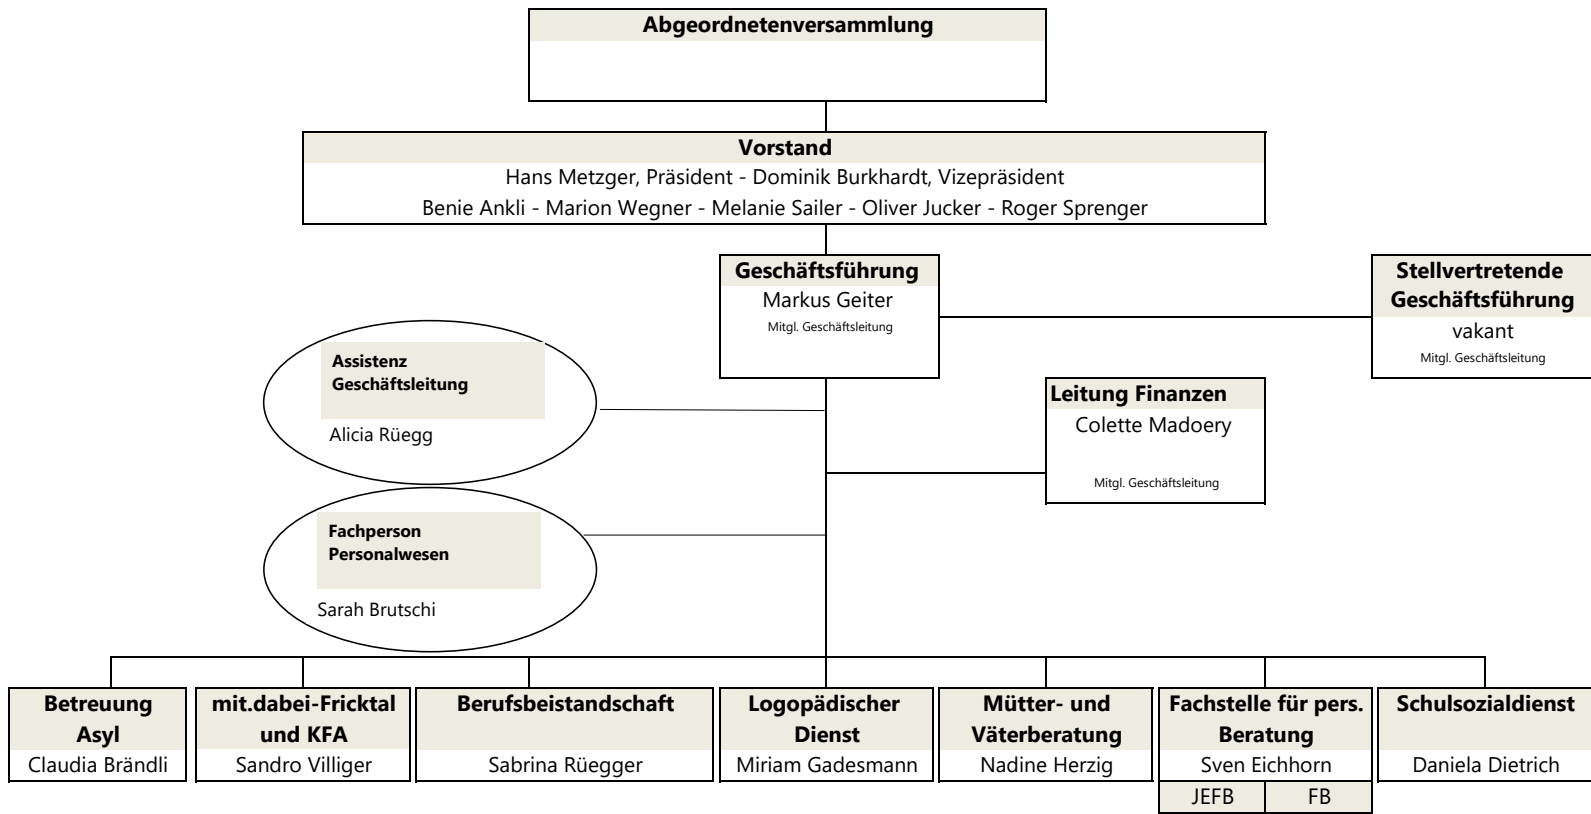 Abgeordnetenversammlung
Vorstand
Hans Metzger, Präsident - Dominik Burkhardt, Vizepräsident
Benie Ankli - Marion Wegner - Melanie Sailer - Oliver Jucker - Roger Sprenger
Geschäftsführung
Markus Geiter
Mitgl. Geschäftsleitung
Stellvertretende
Geschäftsführung
vakant
Mitgl. Geschäftsleitung
Assistenz
Geschäftsleitung
Alicia Rüegg
Leitung Finanzen
Colette Madoery
Mitgl. Geschäftsleitung
Fachperson
Personalwesen
Sarah Brutschi
Betreuung
Asyl
Claudia Brändli
mit.dabei-Fricktal
und KFA
Sandro Villiger
Berufsbeistandschaft
Sabrina Rüegger
Logopädischer
Dienst
Miriam Gadesmann
Mütter- und
Väterberatung
Nadine Herzig
Fachstelle für pers.
Beratung
Sven Eichhorn
JEFB
FB
Schulsozialdienst
Daniela Dietrich